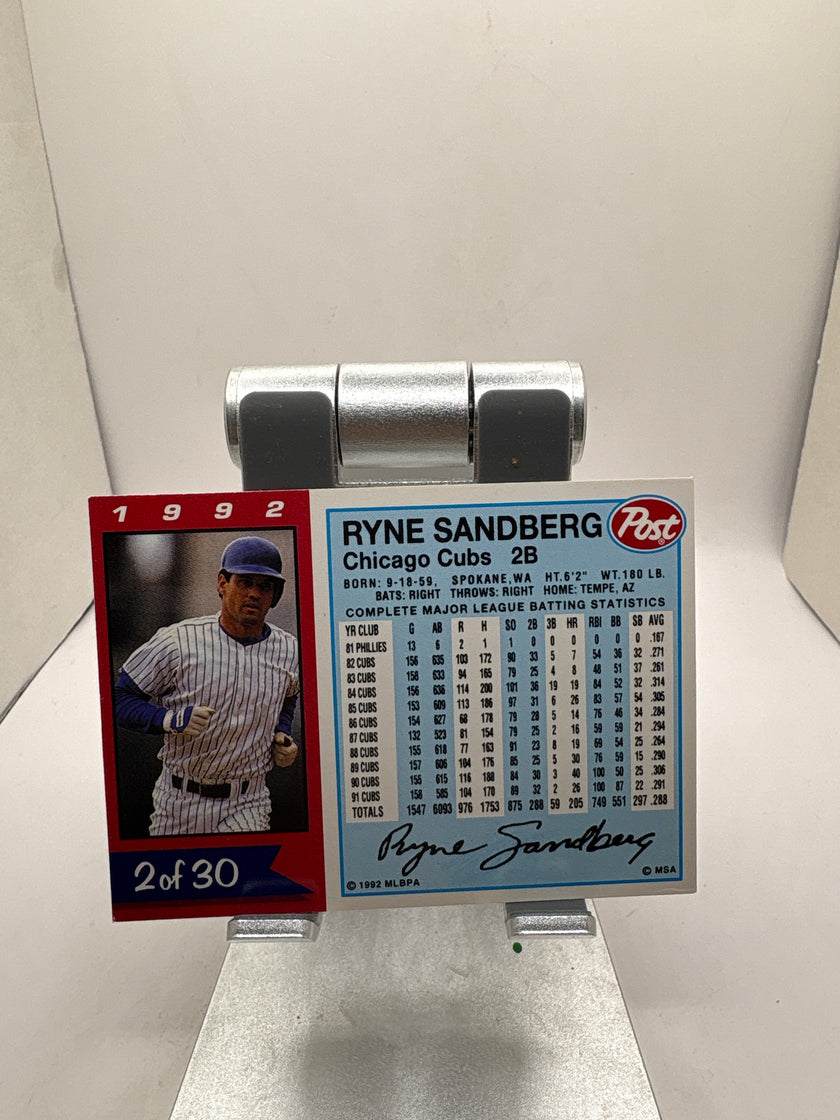 1992
RYNE SANDBERG
Post
Chicago Cubs 2B
BORN: 9-18-59, SPOKANE, WA HT. 6'2" WT. 180 LB.
BATS: RIGHT THROWS: RIGHT HOME: TEMPE, AZ
COMPLETE MAJOR LEAGUE BATTING STATISTICS
YR CLUB G AB R H SO 2B 3B HR RBI BB SB AVG
81 PHILLIES 13 6 2 1 1 0 0 0 0 0 0 .167
82 CUBS 156 635 103 172 90 33 5 7 54 36 32 .271
83 CUBS 158 633 94 165 79 25 4 8 48 51 37 .261
84 CUBS 156 636 114 200 101 36 19 19 84 52 32 .314
85 CUBS 153 609 113 186 97 31 6 26 83 57 54 .305
86 CUBS 154 627 68 178 79 28 5 14 76 46 34 .284
87 CUBS 132 523 81 154 79 25 2 16 59 59 21 .294
88 CUBS 155 618 77 163 91 23 8 19 69 54 25 .264
89 CUBS 157 606 104 176 85 25 5 30 76 59 15 .290
90 CUBS 156 615 116 188 84 30 3 40 100 50 25 .306
91 CUBS 158 585 104 170 89 32 2 26 100 87 22 .291
TOTALS 1547 6093 976 1753 875 288 59 205 749 551 297 .288
Ryne Sandberg
2 of 30
© 1992 MLBPA
© MSA